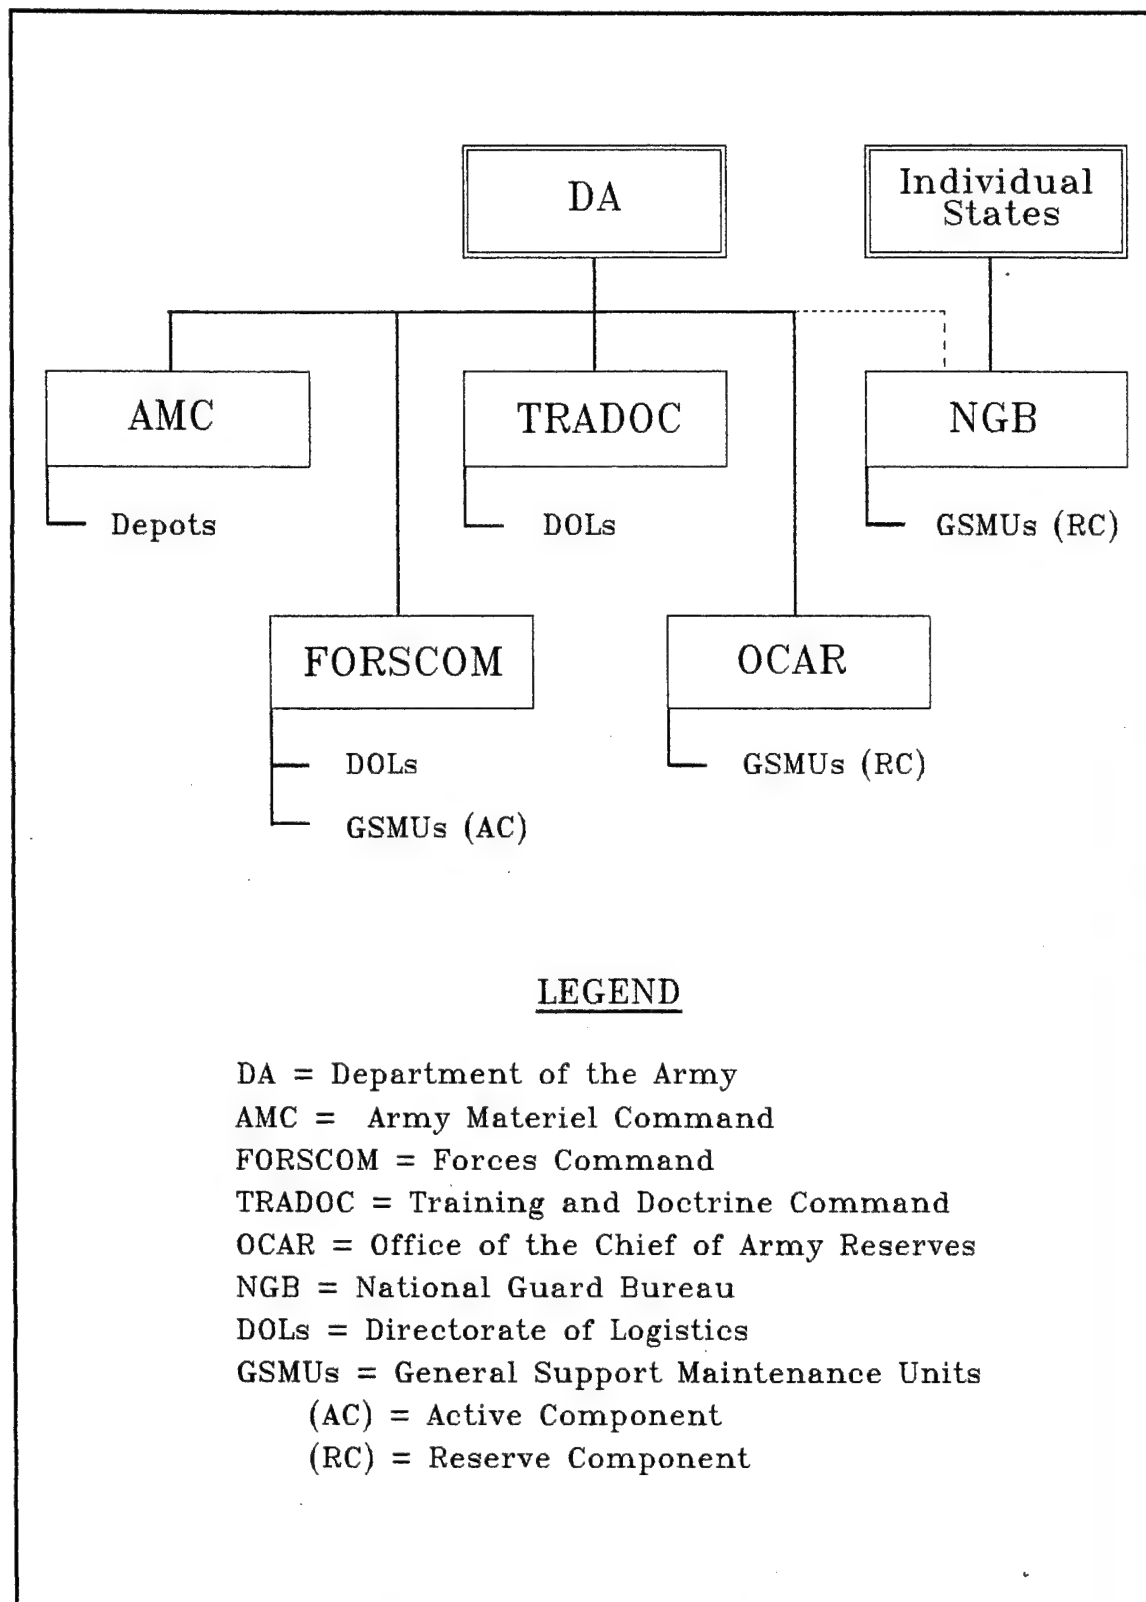 DA
Individual
States
AMC
TRADOC
NGB
Depots
DOLs
GSMUs (RC)
FORSCOM
OCAR
DOLs
GSMUs (RC)
GSMUs (AC)
LEGEND
DA = Department of the Army
AMC = Army Materiel Command
FORSCOM = Forces Command
TRADOC = Training and Doctrine Command
OCAR = Office of the Chief of Army Reserves
NGB = National Guard Bureau
DOLs = Directorate of Logistics
GSMUs = General Support Maintenance Units
(AC) = Active Component
(RC) = Reserve Component